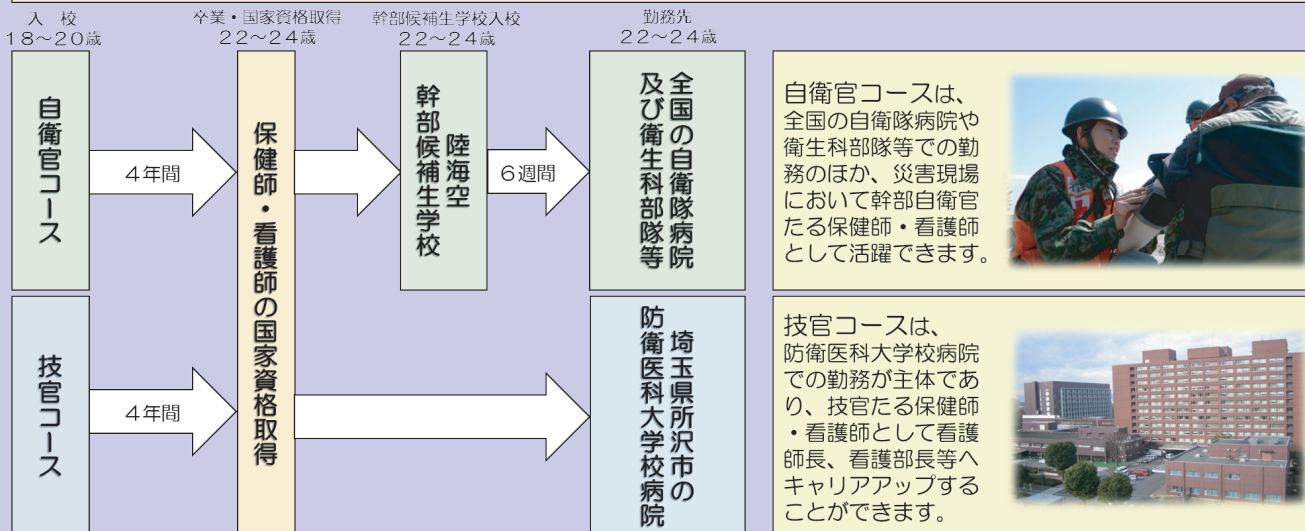 入　校
18～20歳
卒業・国家資格取得
22～24歳
幹部候補生学校入校
22～24歳
勤務先
22～24歳
自衛官コース
4年間
保健師・看護師の国家資格取得
陸海空
幹部候補生学校
6週間
全国の自衛隊病院
及び衛生科部隊等
自衛官コースは、
全国の自衛隊病院や
衛生科部隊等での勤
務のほか、災害現場
において幹部自衛官
たる保健師・看護師
として活躍できます。
技官コース
4年間
埼玉県所沢市の
防衛医科大学校病院
技官コースは、
防衛医科大学校病院
での勤務が主体であ
り、技官たる保健師
・看護師として看護
師長、看護部長等へ
キャリアアップする
ことができます。